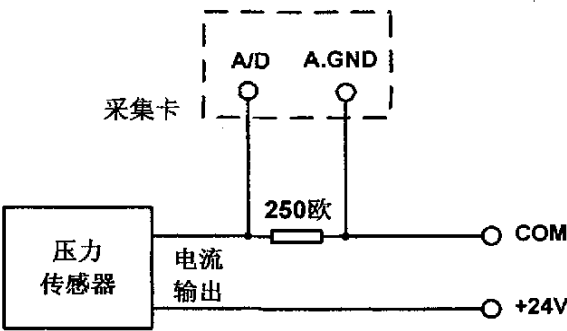 A/D A.GND
采集卡
250欧
COM
压力
传感器
电流
输出
+24V